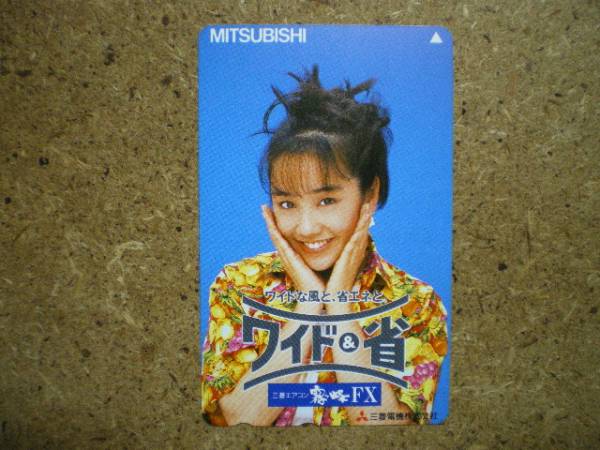 MITSUBISHI
ワイドな風と、省エネと、
ワイド&省
三菱エアコン 霧ヶ峰FX
三菱電機株式会社